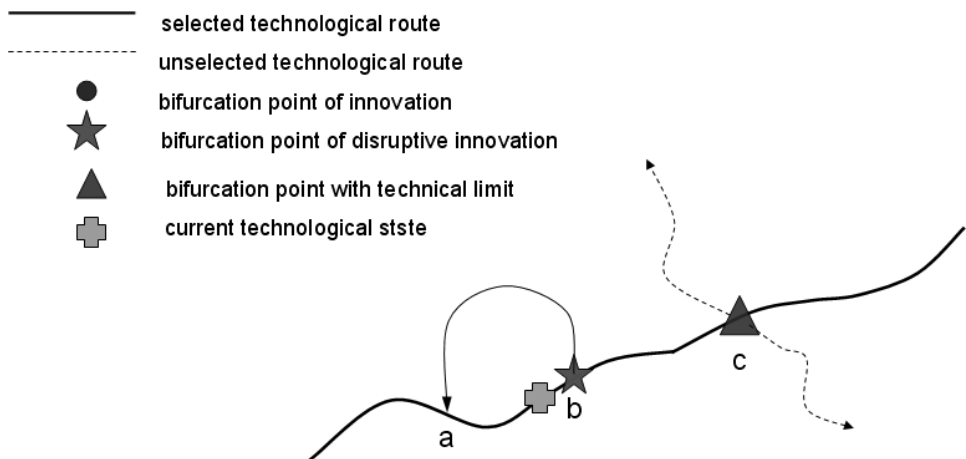 selected technological route
unselected technological route
bifurcation point of innovation
bifurcation point of disruptive innovation
bifurcation point with technical limit
current technological stste
a
b
c